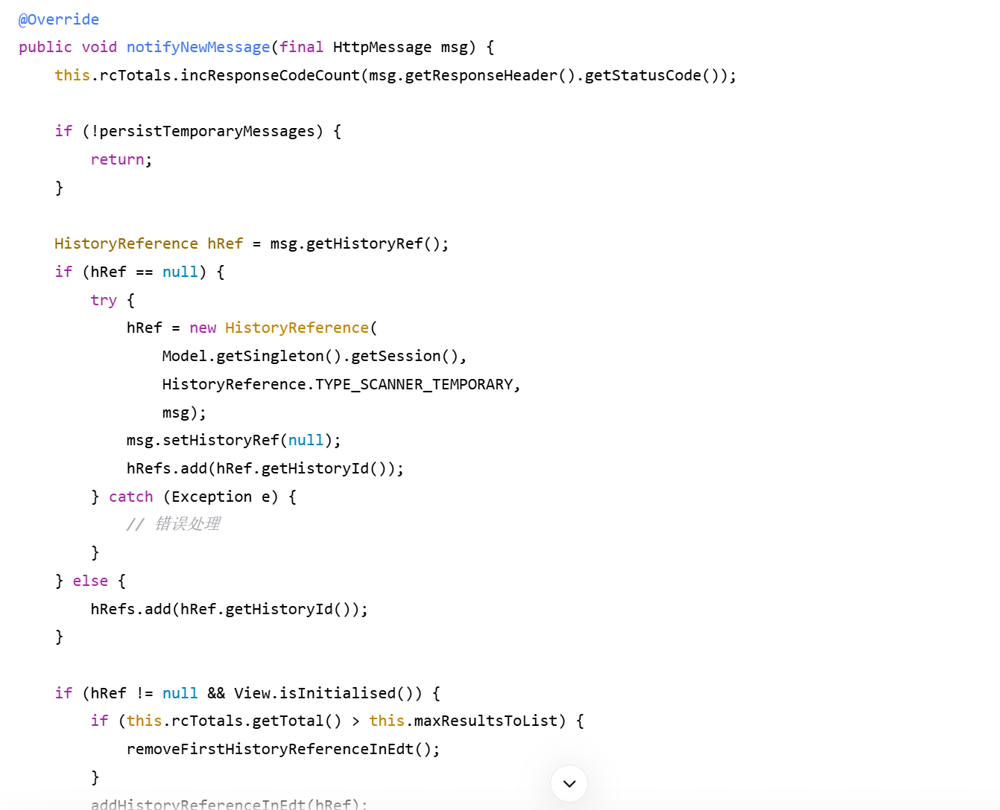 @Override
public void notifyNewMessage(final HttpMessage msg) {
    this.rcTotals.incResponseCodeCount(msg.getResponseHeader().getStatusCode());

    if (!persistTemporaryMessages) {
        return;
    }

    HistoryReference hRef = msg.getHistoryRef();
    if (hRef == null) {
        try {
            hRef = new HistoryReference(
                Model.getSingleton().getSession(),
                HistoryReference.TYPE_SCANNER_TEMPORARY,
                msg);
            msg.setHistoryRef(null);
            hRefs.add(hRef.getHistoryId());
        } catch (Exception e) {
            // 错误处理
        }
    } else {
        hRefs.add(hRef.getHistoryId());
    }

    if (hRef != null && View.isInitialised()) {
        if (this.rcTotals.getTotal() > this.maxResultsToList) {
            removeFirstHistoryReferenceInEdt();
        }
        addHistoryReferenceInEdt(hRef);